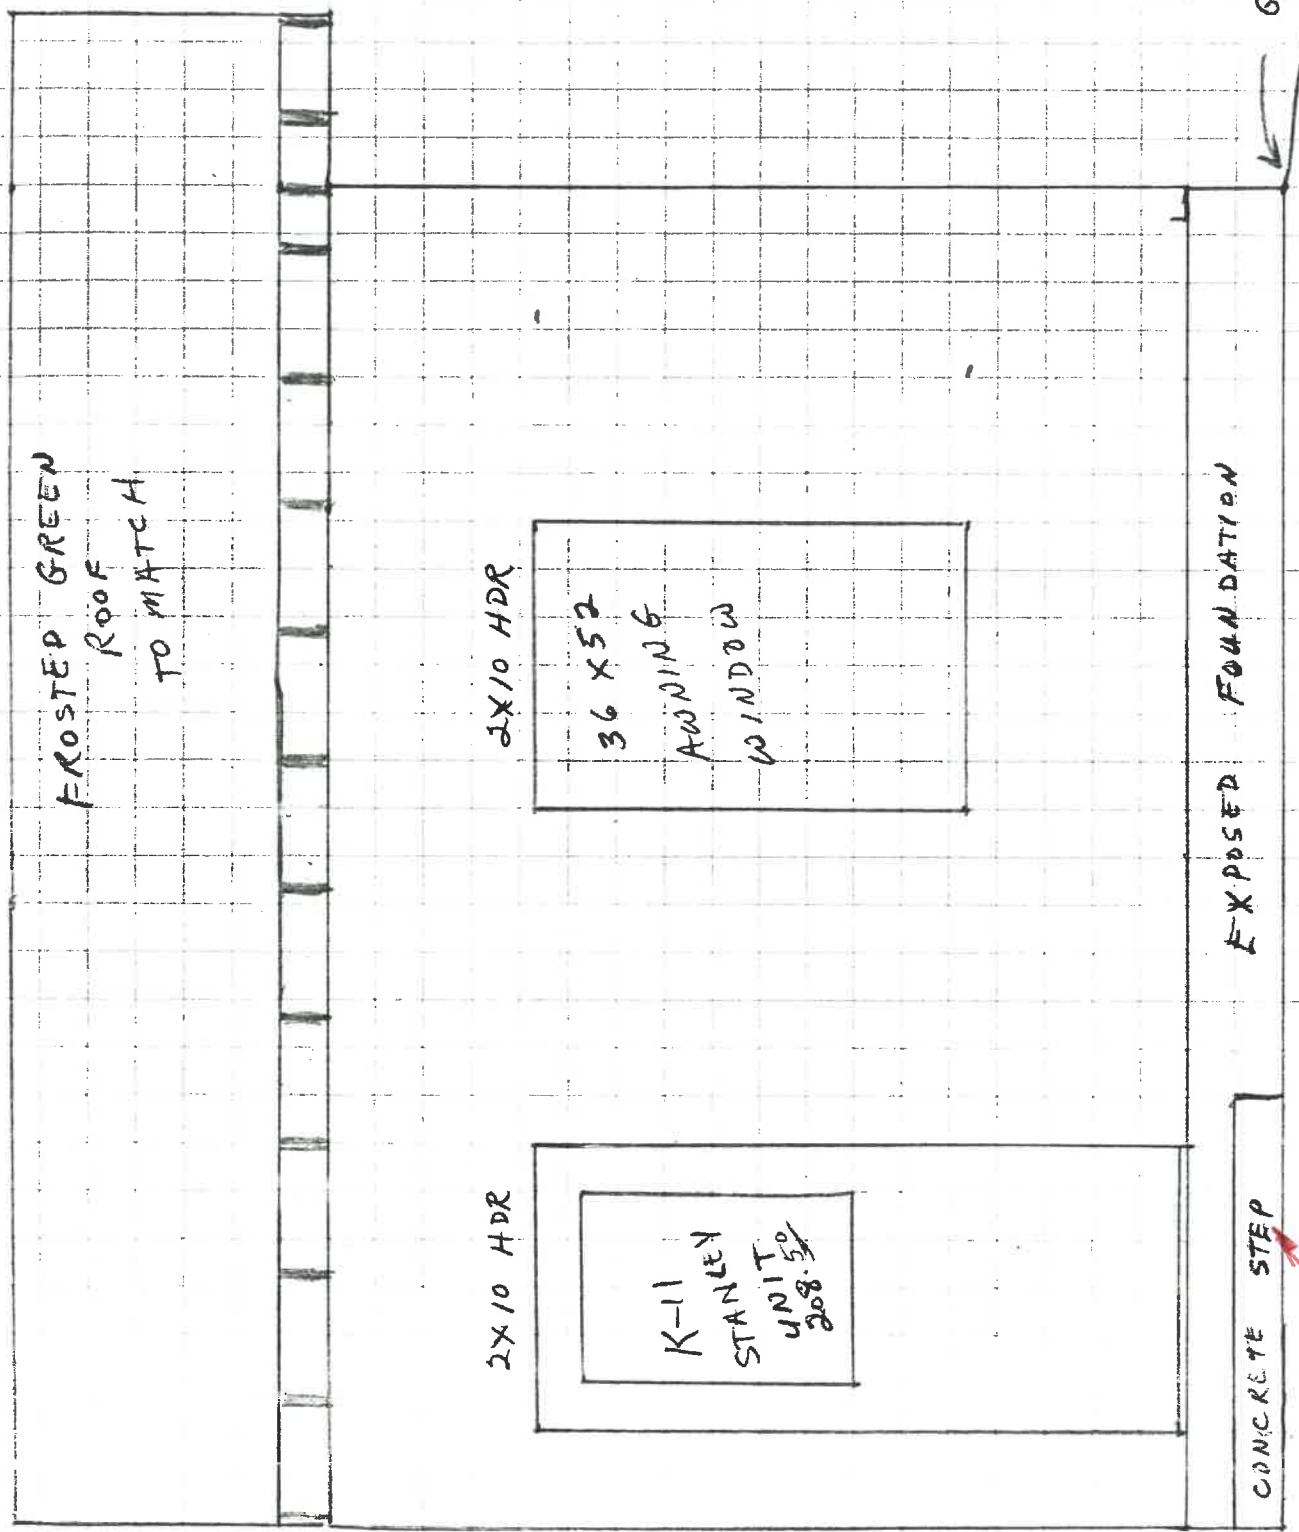 FROSTED GREEN
ROOF
TO MATCH
2X10 HDR
K-11
STANLEY
UNIT
208.50
2X10 HDR
36 X52
AWNING
WINDOW
EXPOSED FOUNDATION
CONCRETE STEP